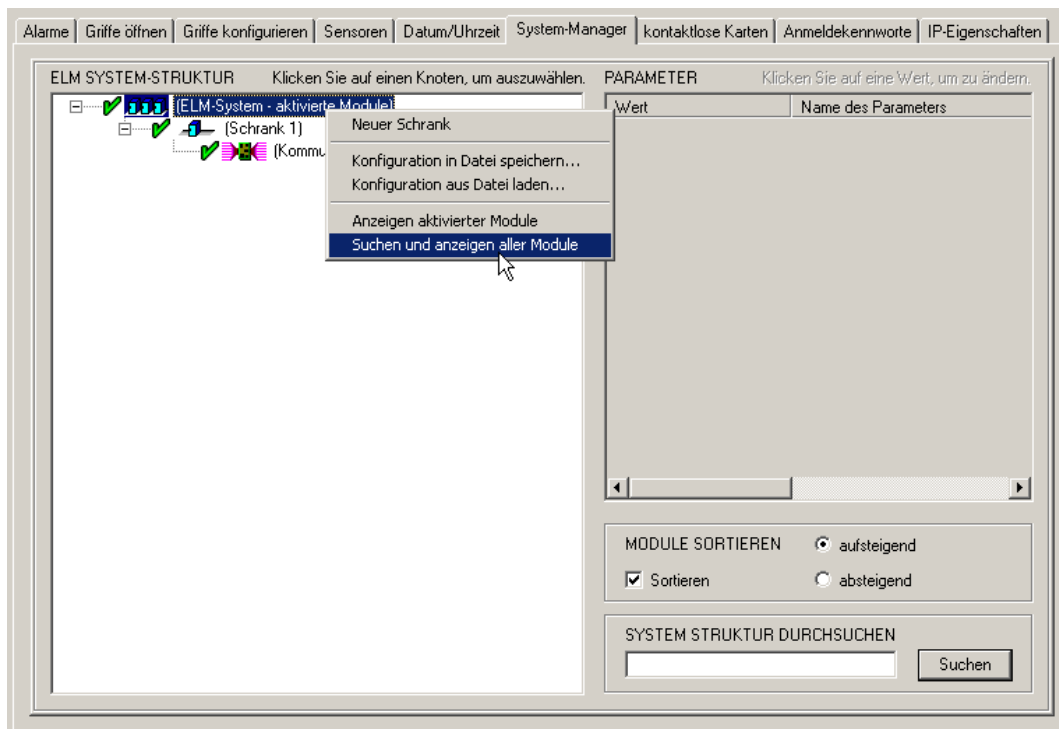 Alarme Griffe öffnen Griffe konfigurieren Sensoren Datum/Uhrzeit System-Manager kontaktlose Karten Anmeldekennworte IP-Eigenschaften
ELM SYSTEM-STRUKTUR Klicken Sie auf einen Knoten, um auszuwählen.
(ELM-System - aktivierte Module)
(Schrank 1)
(Kommu
Neuer Schrank
Konfiguration in Datei speichern...
Konfiguration aus Datei laden...
Anzeigen aktivierter Module
Suchen und anzeigen aller Module
PARAMETER Klicken Sie auf eine Wert, um zu ändern.
Wert Name des Parameters
MODULE SORTIEREN
aufsteigend
Sortieren
absteigend
SYSTEM STRUKTUR DURCHSUCHEN
Suchen